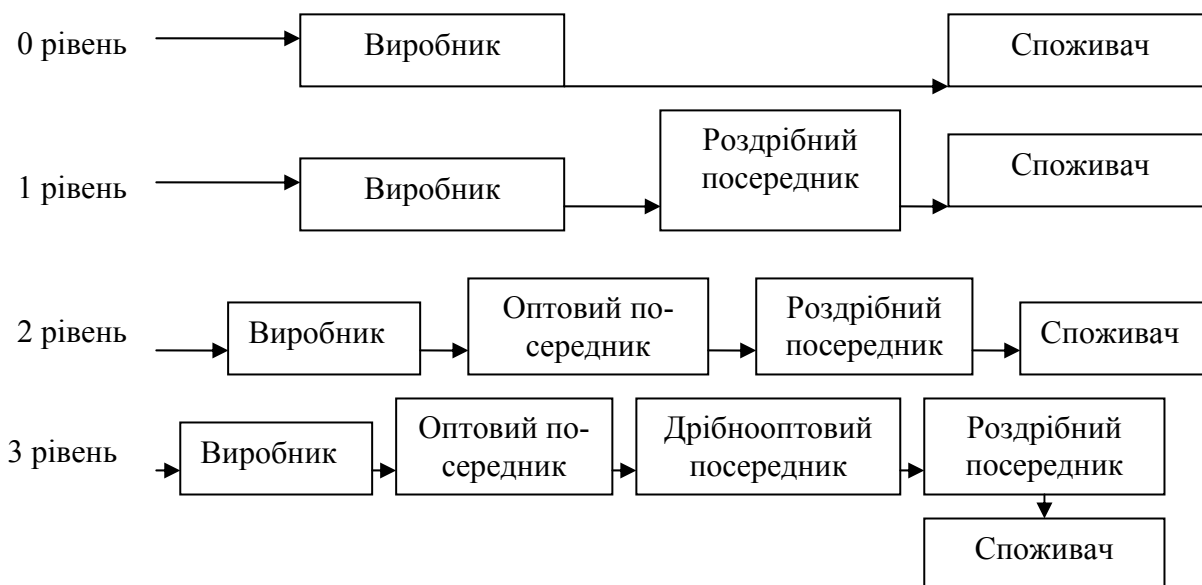 0 рівень
Виробник
Споживач
1 рівень
Виробник
Роздрібний
посередник
Споживач
2 рівень
Виробник
Оптовий по-
середник
Роздрібний
посередник
Споживач
3 рівень
Виробник
Оптовий по-
середник
Дрібнооптовий
посередник
Роздрібний
посередник
Споживач